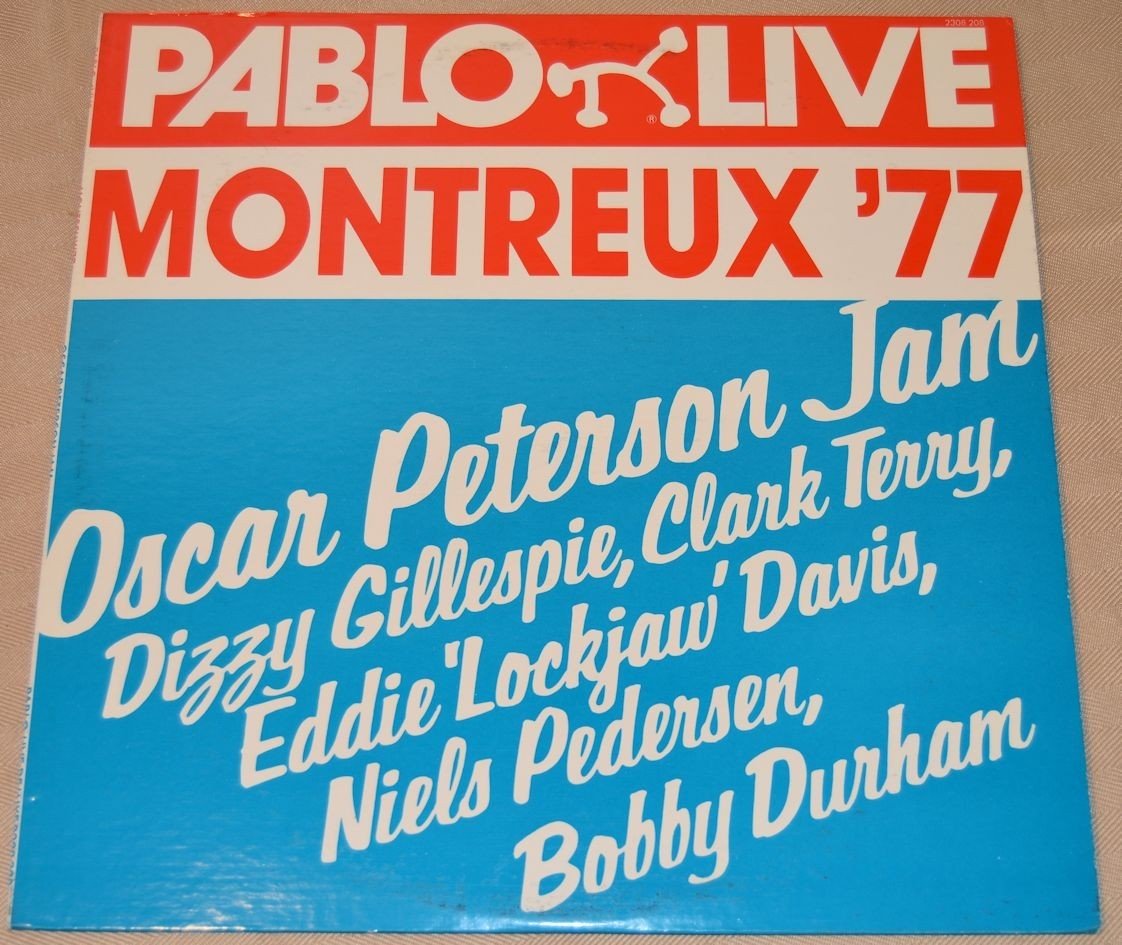 2308 208
PABLO LIVE
®
MONTREUX '77
Oscar Peterson Jam
Dizzy Gillespie, Clark Terry,
Eddie 'Lockjaw' Davis,
Niels Pedersen,
Bobby Durham